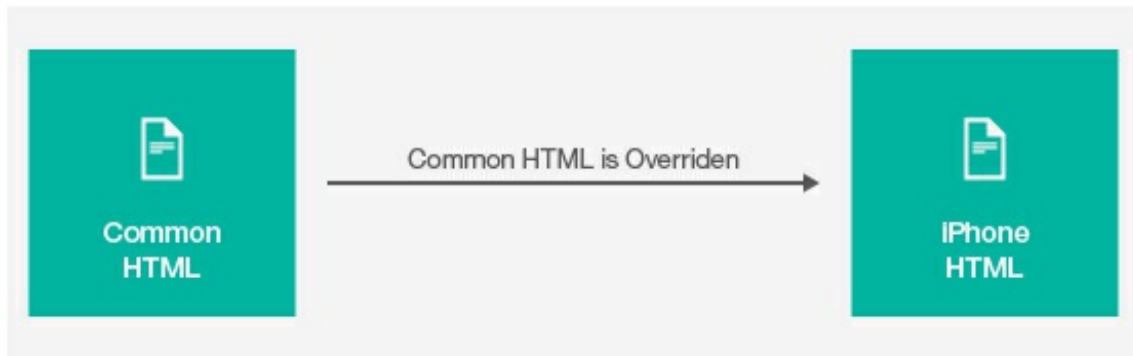 Common HTML is Overriden
Common
HTML
iPhone
HTML